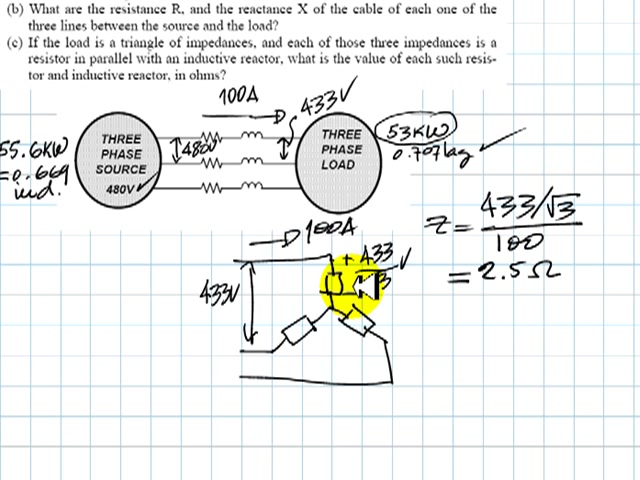 (b) What are the resistance R, and the reactance X of the cable of each one of the
three lines between the source and the load?
(c) If the load is a triangle of impedances, and each of those three impedances is a
resistor in parallel with an inductive reactor, what is the value of each such resis-
tor and inductive reactor, in ohms?
100A
433V
55.6KW
=0.669
ind.
THREE
PHASE
SOURCE
480V
480V
THREE
PHASE
LOAD
53KW
0.707lag
100A
433V
+ 433
V
3
Z = 433/√3
100
= 2.5Ω